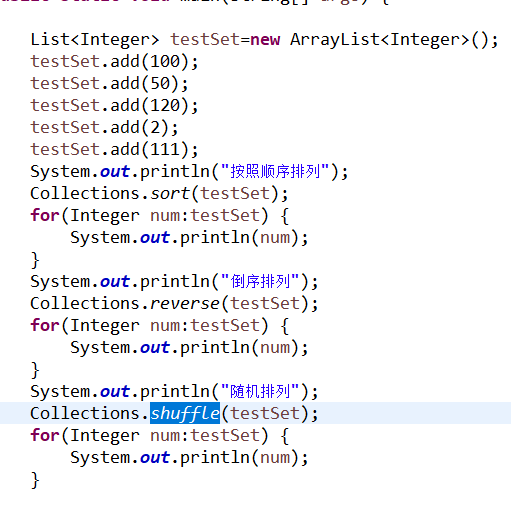 public static void main(String[] args) {
List<Integer> testSet=new ArrayList<Integer>();
testSet.add(100);
testSet.add(50);
testSet.add(120);
testSet.add(2);
testSet.add(111);
System.out.println("按照顺序排列");
Collections.sort(testSet);
for(Integer num:testSet) {
System.out.println(num);
}
System.out.println("倒序排列");
Collections.reverse(testSet);
for(Integer num:testSet) {
System.out.println(num);
}
System.out.println("随机排列");
Collections.shuffle(testSet);
for(Integer num:testSet) {
System.out.println(num);
}